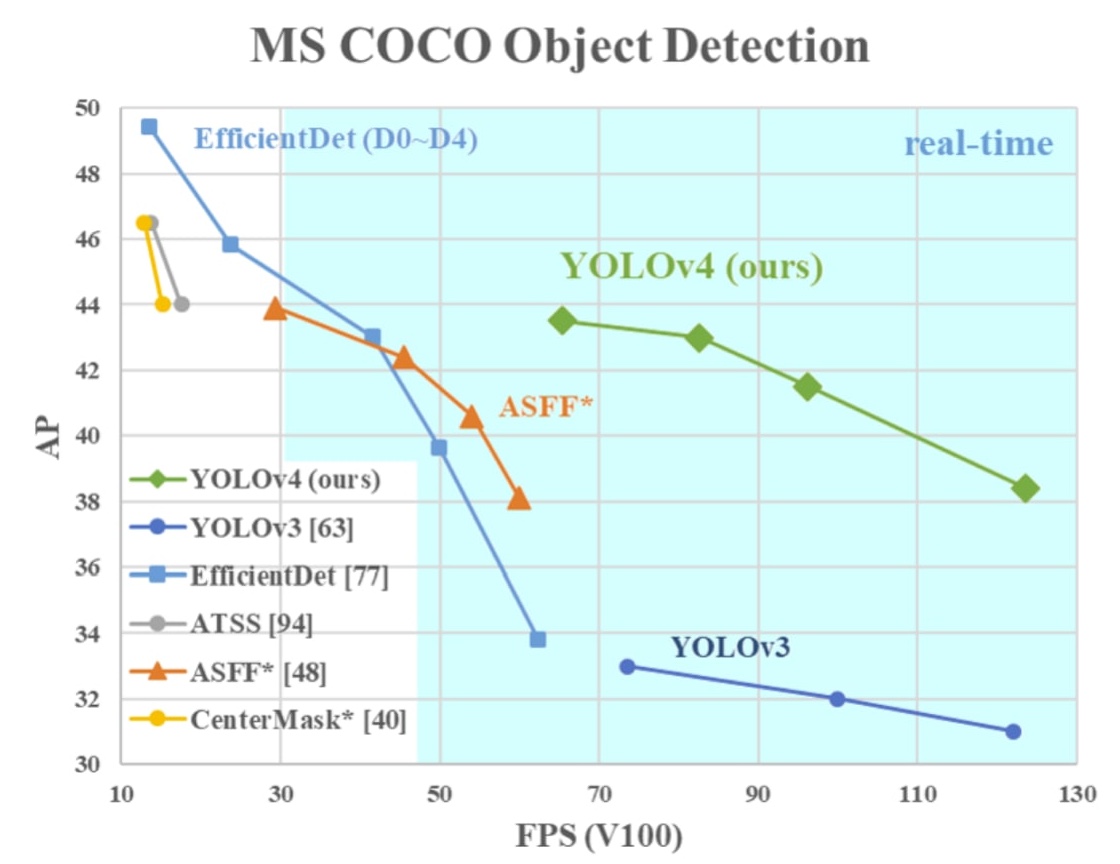 MS COCO Object Detection
50
48
46
44
42
40
38
36
34
32
30
AP
EfficientDet (D0~D4)
real-time
YOLOv4 (ours)
ASFF*
YOLOv3
YOLOv4 (ours)
YOLOv3 [63]
EfficientDet [77]
ATSS [94]
ASFF* [48]
CenterMask* [40]
10 30 50 70 90 110 130
FPS (V100)